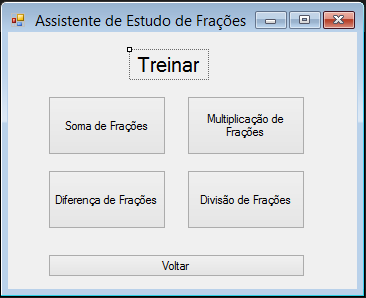 Assistente de Estudo de Frações
Treinar
Soma de Frações
Multiplicação de
Frações
Diferença de Frações
Divisão de Frações
Voltar